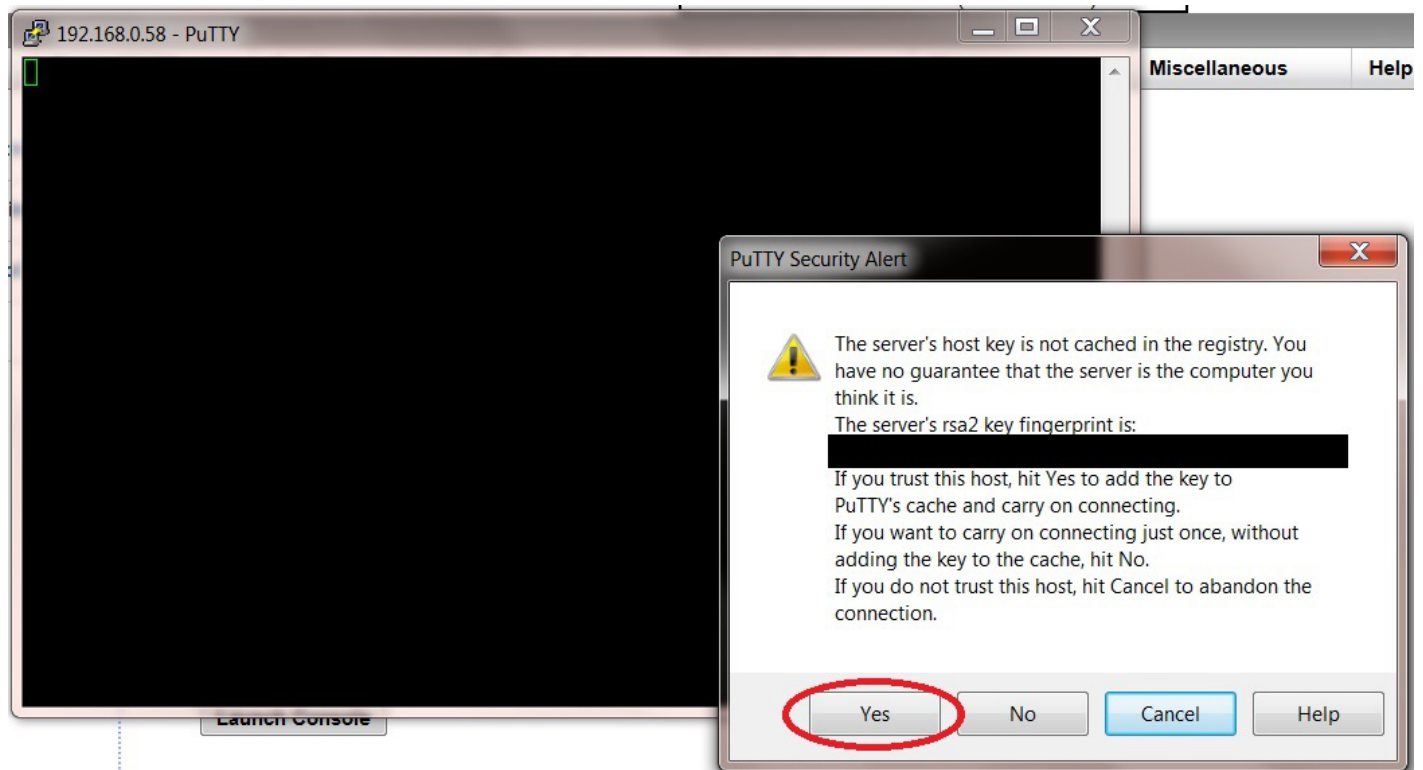 192.168.0.58 - PuTTY
Miscellaneous Help
PuTTY Security Alert
The server's host key is not cached in the registry. You
have no guarantee that the server is the computer you
think it is.
The server's rsa2 key fingerprint is:
If you trust this host, hit Yes to add the key to
PuTTY's cache and carry on connecting.
If you want to carry on connecting just once, without
adding the key to the cache, hit No.
If you do not trust this host, hit Cancel to abandon the
connection.
Yes No Cancel Help
Launch Console